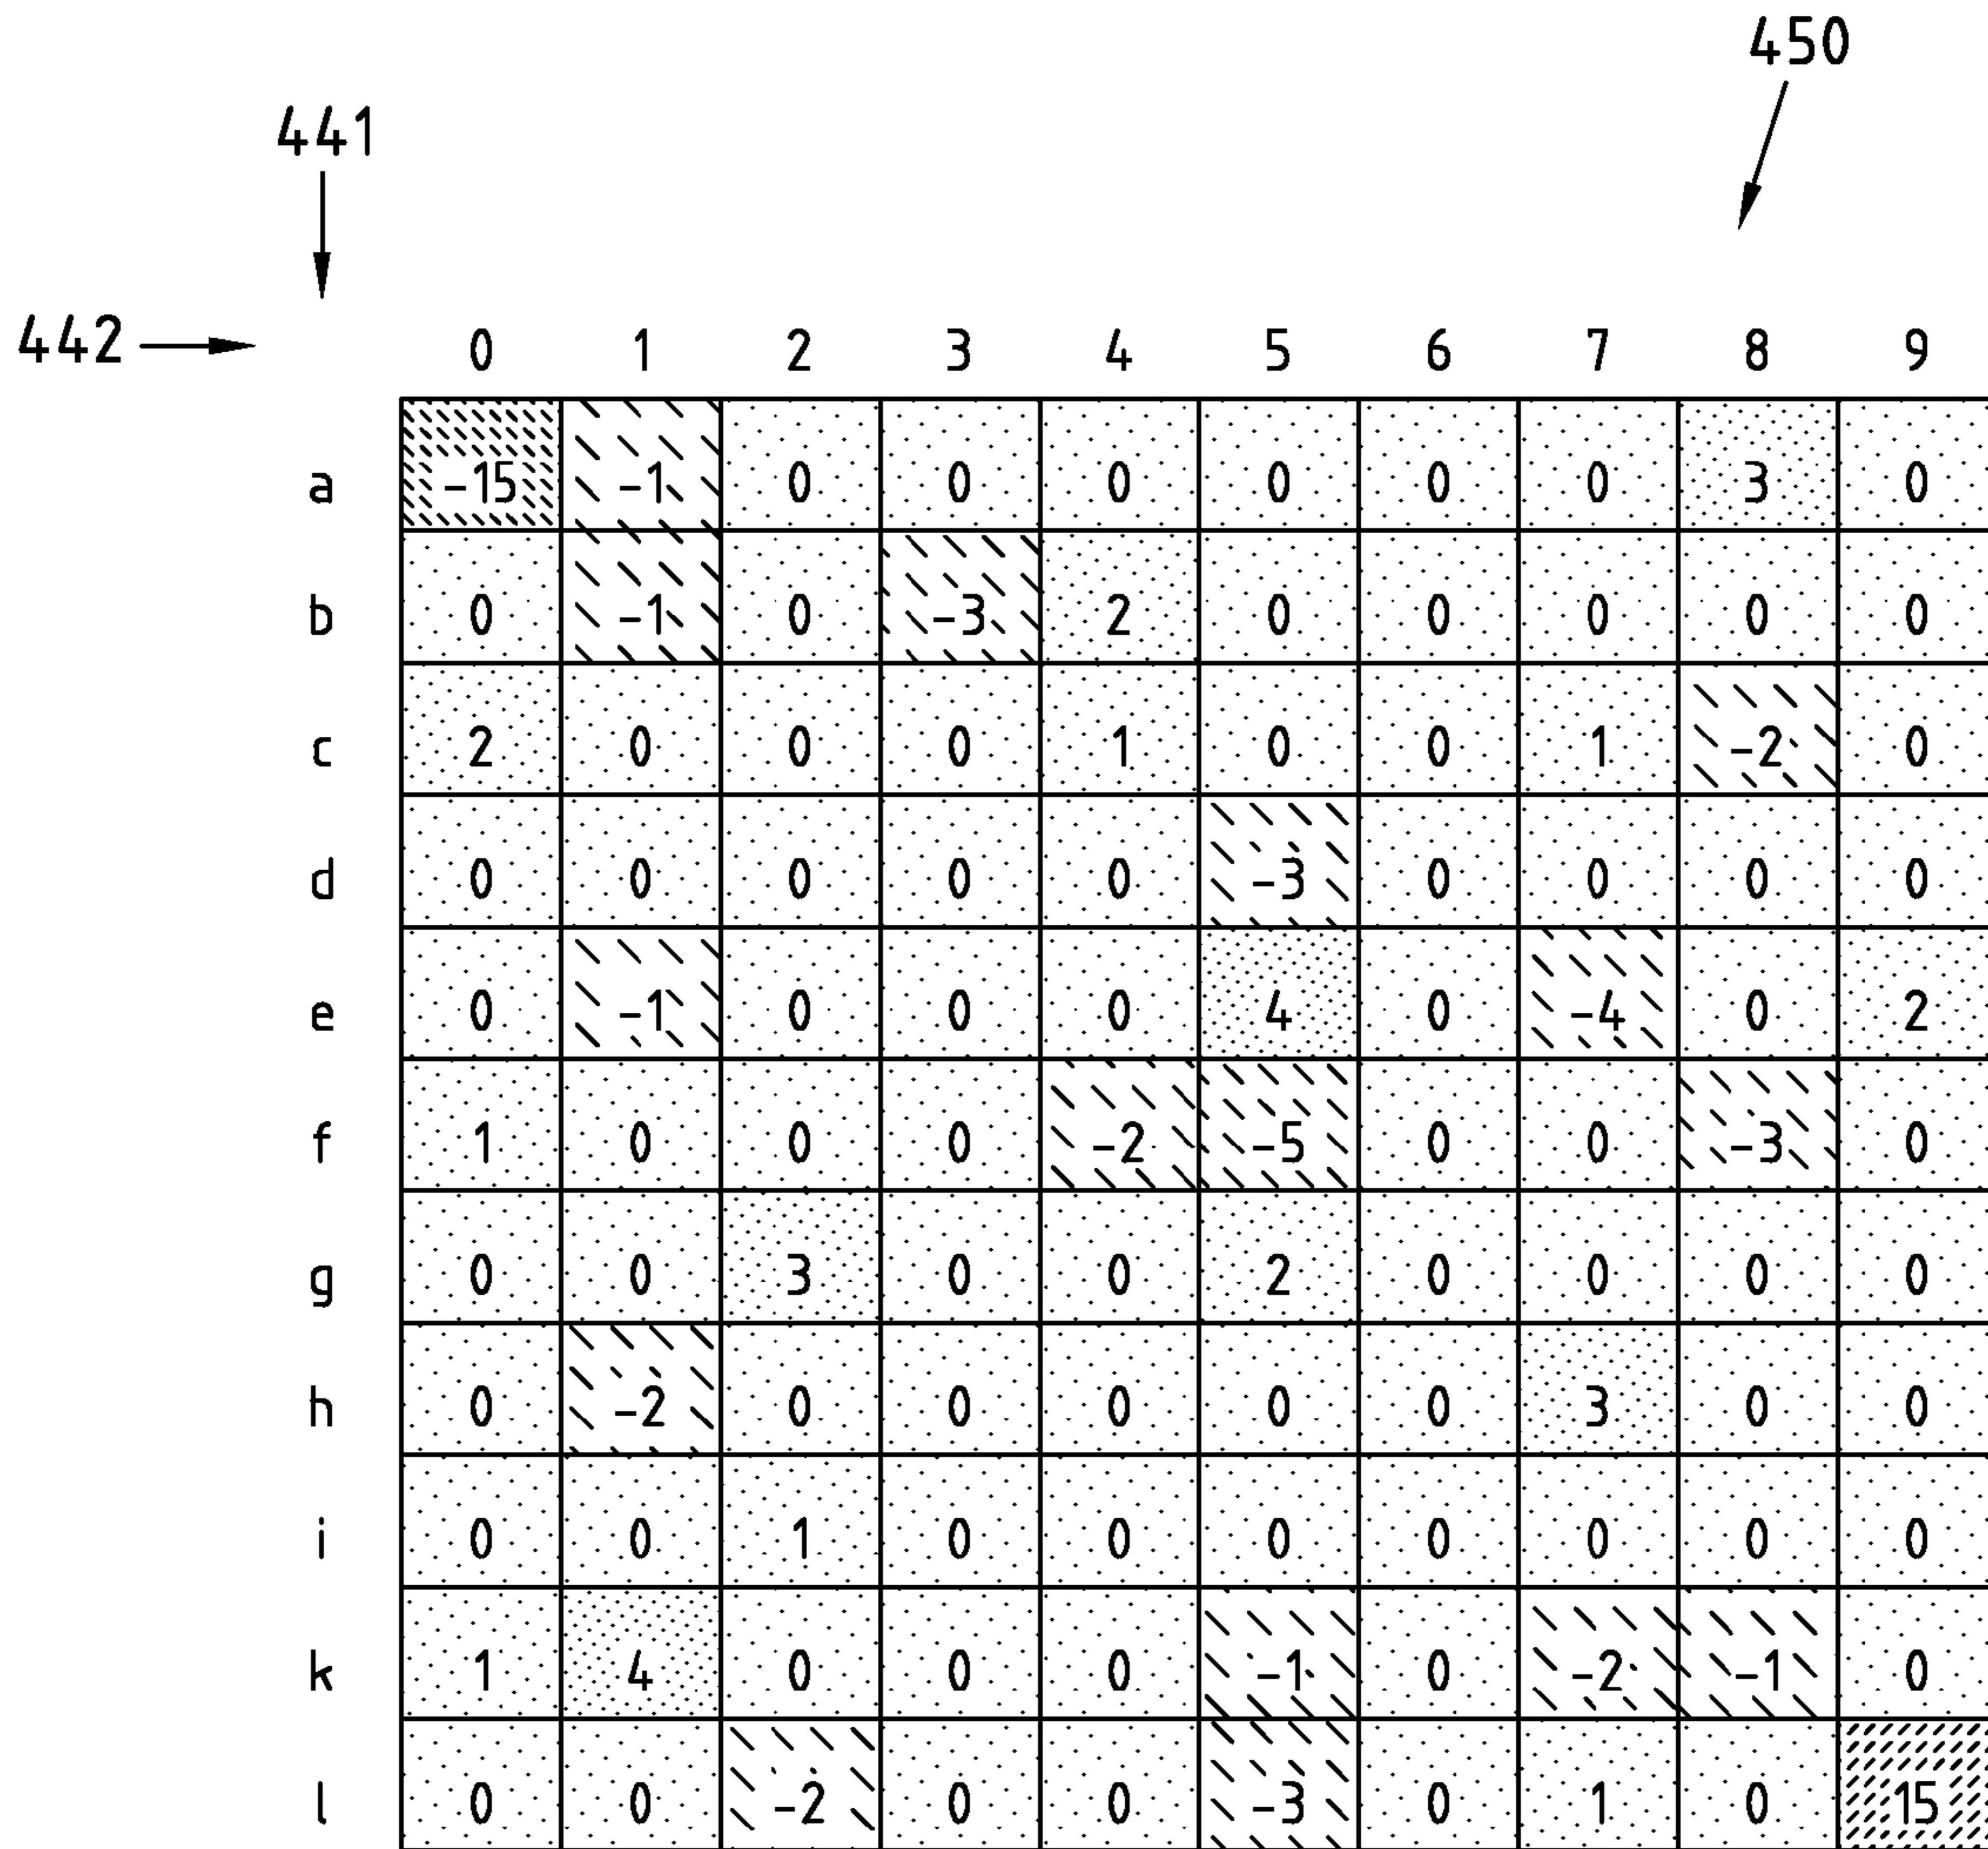 450
441
442 0 1 2 3 4 5 6 7 8 9
a -15 -1 0 0 0 0 0 0 3 0
b 0 -1 0 -3 2 0 0 0 0 0
c 2 0 0 0 1 0 0 1 -2 0
d 0 0 0 0 0 -3 0 0 0 0
e 0 -1 0 0 0 4 0 -4 0 2
f 1 0 0 0 -2 -5 0 0 -3 0
g 0 0 3 0 0 2 0 0 0 0
h 0 -2 0 0 0 0 0 3 0 0
i 0 0 1 0 0 0 0 0 0 0
k 1 4 0 0 0 -1 0 -2 -1 0
l 0 0 -2 0 0 -3 0 1 0 15